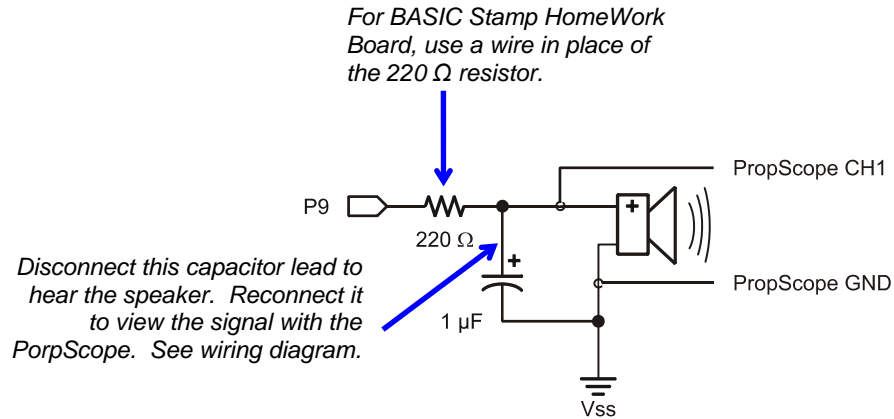 For BASIC Stamp HomeWork
Board, use a wire in place of
the 220 Ω resistor.
PropScope CH1
P9
+
220 Ω
+
Disconnect this capacitor lead to
hear the speaker. Reconnect it
to view the signal with the
PorpScope. See wiring diagram.
PropScope GND
1 µF
Vss